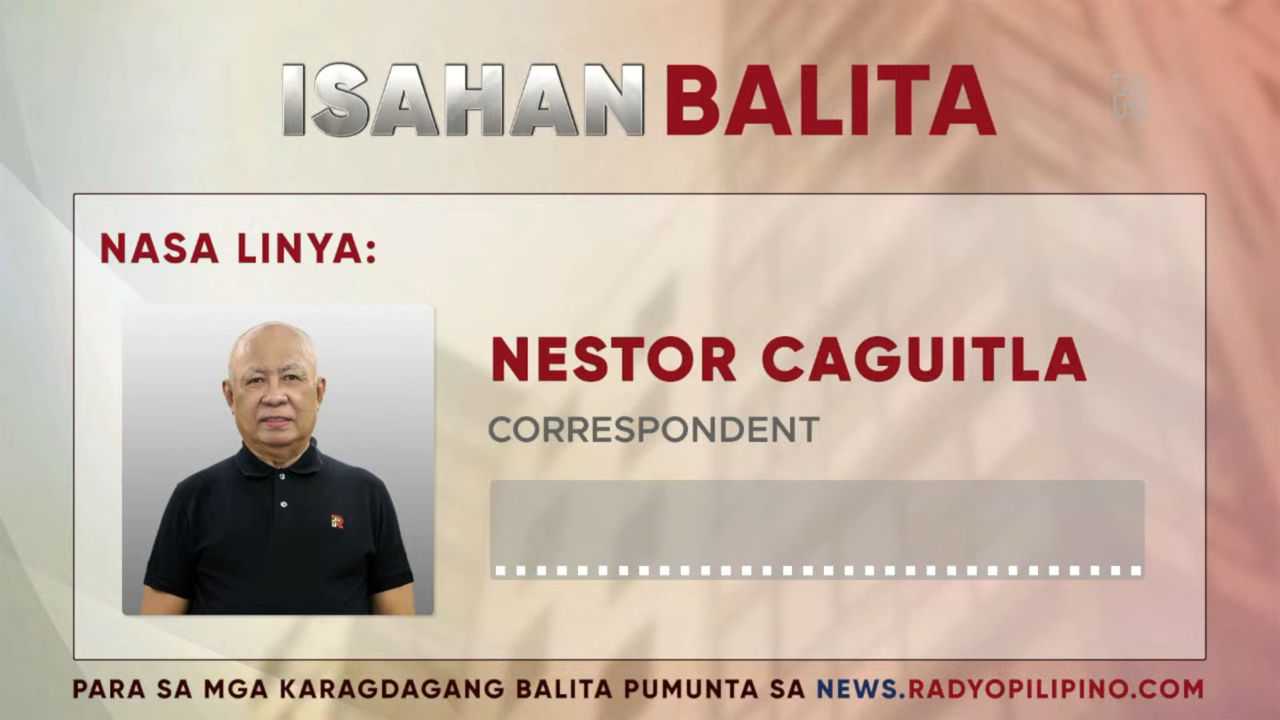 ISAHAN BALITA
NASA LINYA:
NESTOR CAGUITLA
CORRESPONDENT
PARA SA MGA KARAGDAGANG BALITA PUMUNTA SA NEWS.RADYOPILIPINO.COM